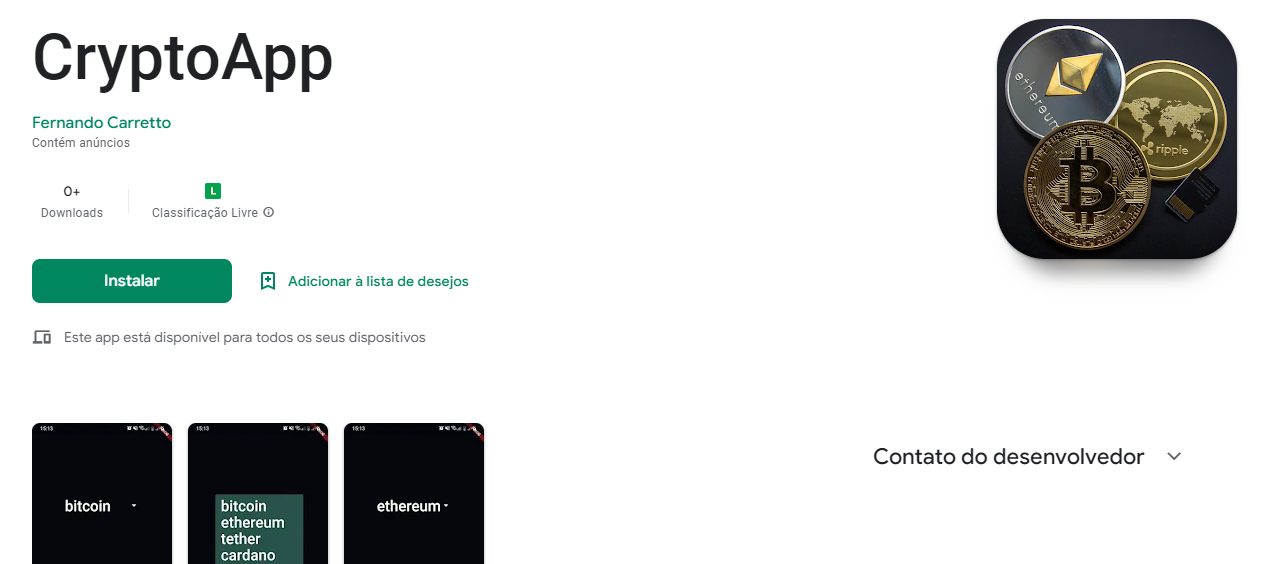 CryptoApp
Fernando Carretto
Contém anúncios
0+
Downloads
L
Classificação Livre
Instalar
Adicionar à lista de desejos
Este app está disponível para todos os seus dispositivos
ethereum
ripple
15:13
bitcoin
15:13
bitcoin
ethereum
tether
cardano
15:13
ethereum
Contato do desenvolvedor